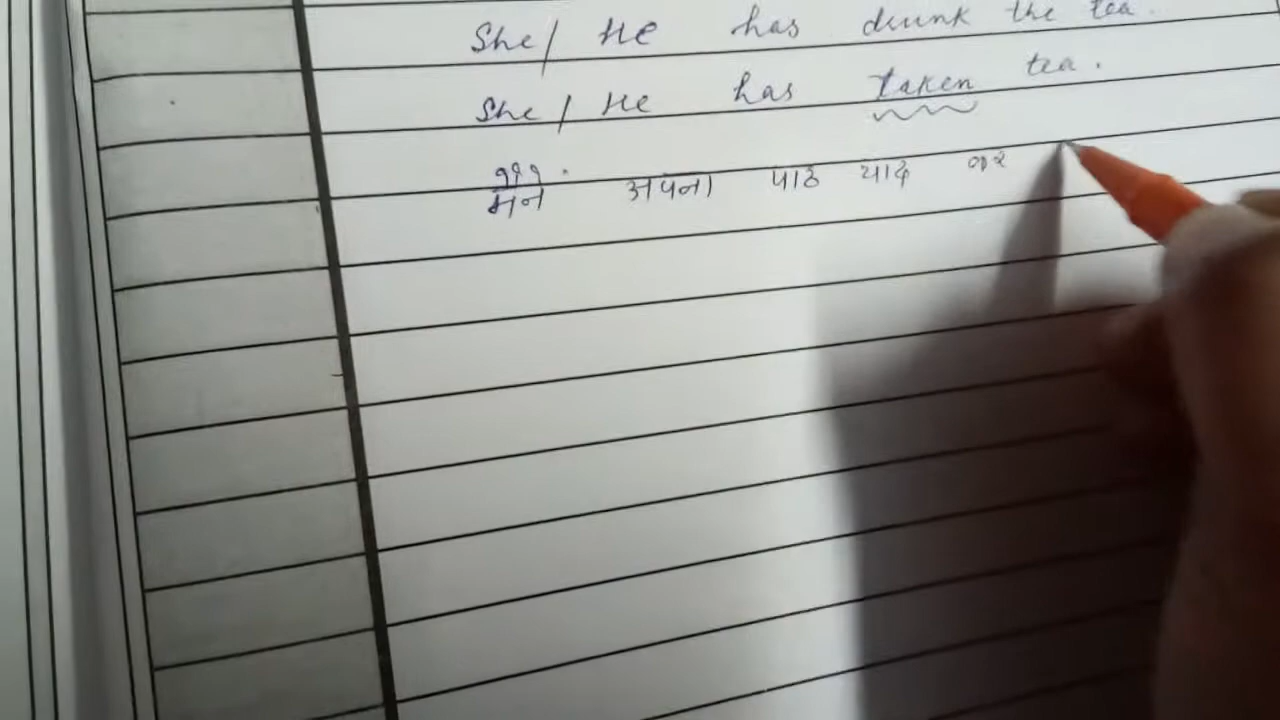 She/ He has drunk the tea.
She/ He has taken tea.
अपना पाठ याद कर